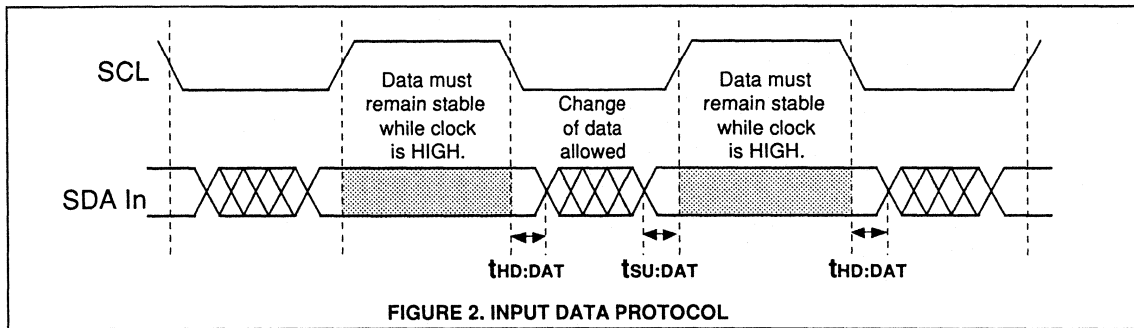 SCL
Data must
remain stable
while clock
is HIGH.
Change
of data
allowed
Data must
remain stable
while clock
is HIGH.
SDA In
tHD:DAT
tSU:DAT
tHD:DAT
FIGURE 2. INPUT DATA PROTOCOL